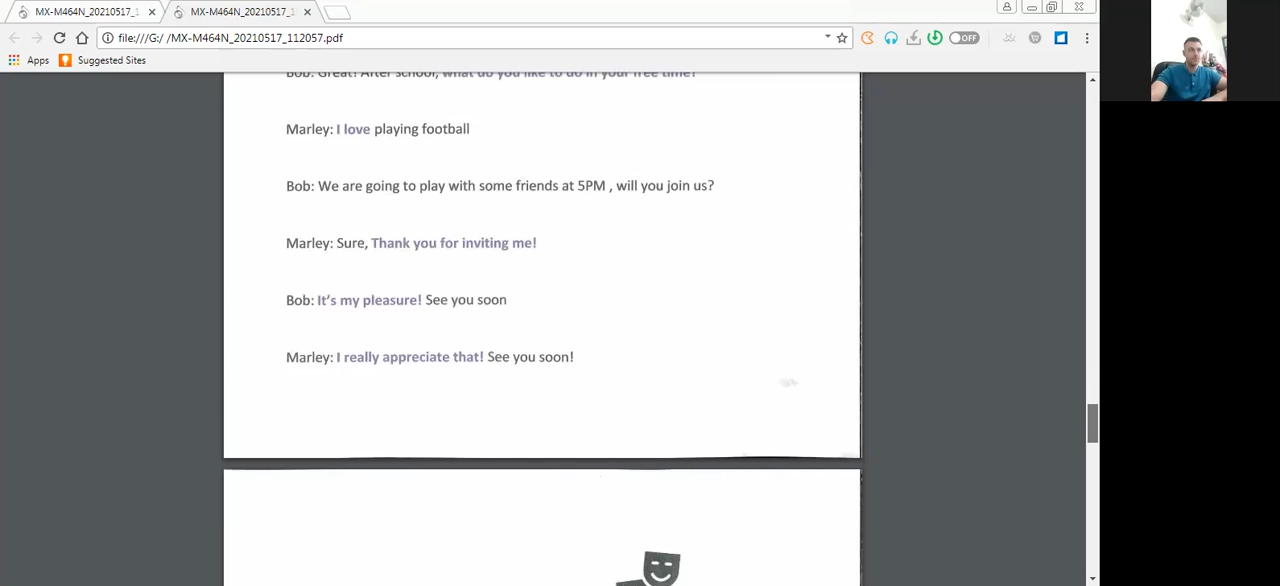 MX-M464N_20210517_1
MX-M464N_20210517_1
file:///G:/ /MX-M464N_20210517_112057.pdf
OFF
Apps
Suggested Sites
Bob: Great! After school, what do you like to do in your free time?
Marley: I love playing football
Bob: We are going to play with some friends at 5PM , will you join us?
Marley: Sure, Thank you for inviting me!
Bob: It's my pleasure! See you soon
Marley: I really appreciate that! See you soon!